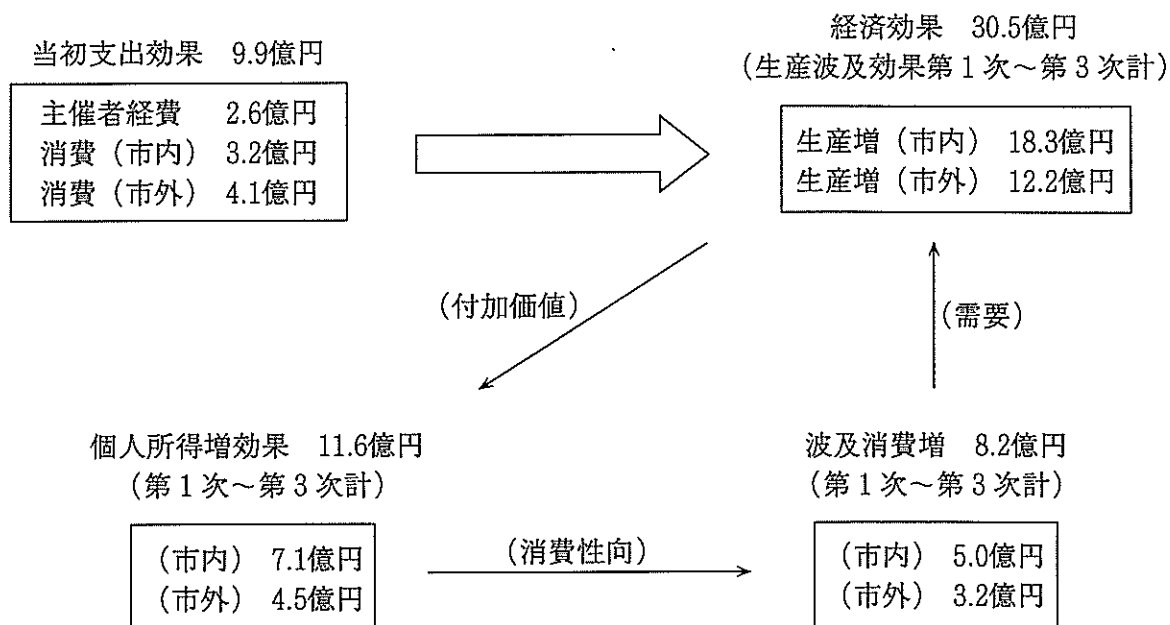 当初支出効果 9.9億円
主催者経費 2.6億円
消費（市内） 3.2億円
消費（市外） 4.1億円
経済効果 30.5億円
（生産波及効果第1次～第3次計）
生産増（市内） 18.3億円
生産増（市外） 12.2億円
（付加価値）
（需要）
個人所得増効果 11.6億円
（第1次～第3次計）
（市内） 7.1億円
（市外） 4.5億円
（消費性向）
波及消費増 8.2億円
（第1次～第3次計）
（市内） 5.0億円
（市外） 3.2億円